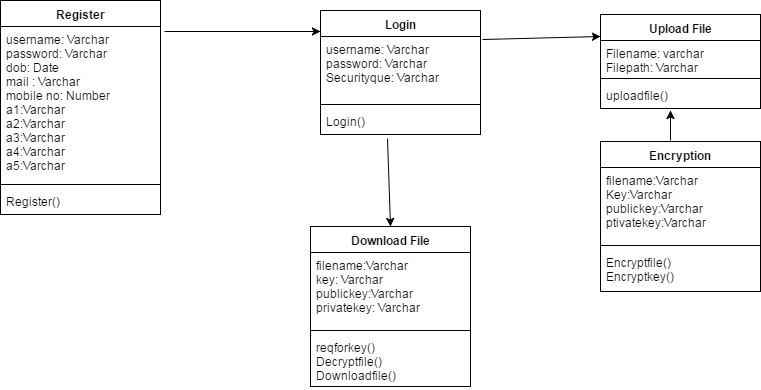 Register
username: Varchar
password: Varchar
dob: Date
mail : Varchar
mobile no: Number
a1:Varchar
a2:Varchar
a3:Varchar
a4:Varchar
a5:Varchar
Register()
Login
username: Varchar
password: Varchar
Securityque: Varchar
Login()
Upload File
Filename: varchar
Filepath: Varchar
uploadfile()
Encryption
filename:Varchar
Key:Varchar
publickey:Varchar
ptivatekey:Varchar
Encryptfile()
Encryptkey()
Download File
filename:Varchar
key: Varchar
publickey:Varchar
privatekey: Varchar
reqforkey()
Decryptfile()
Downloadfile()